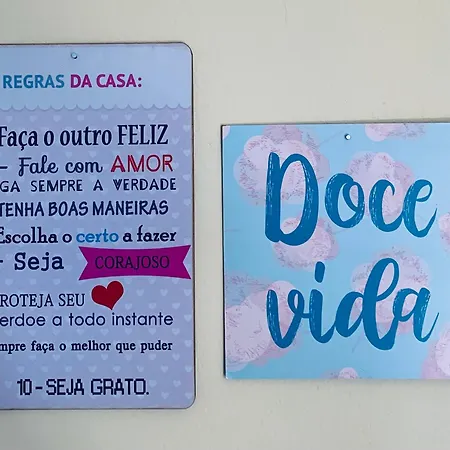 REGRAS DA CASA:
Faça o outro FELIZ
- Fale com AMOR
GA SEMPRE A VERDADE
TENHA BOAS MANEIRAS
Escolha o certo a fazer
- Seja CORAJOSO
ROTEJA SEU
erdoe a todo instante
mpre faça o melhor que puder
10 - SEJA GRATO.
Doce
vida